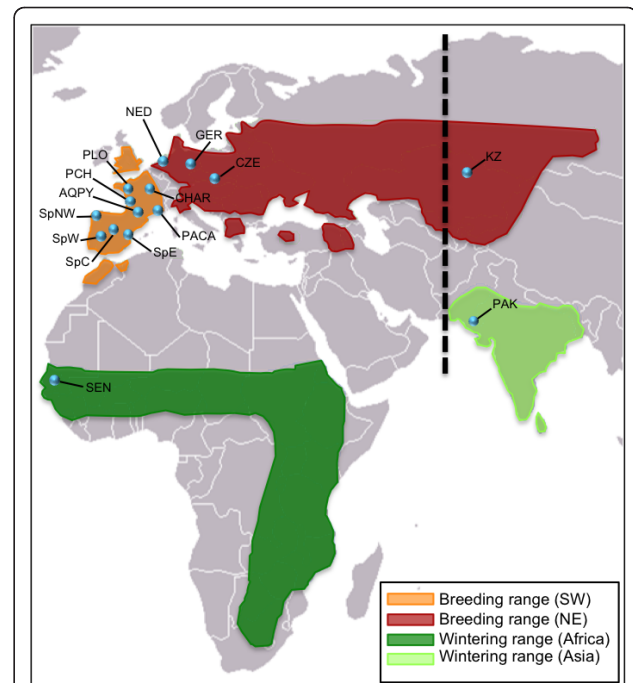 NED
GER
PLO
CZE
KZ
PCH
AQPY
CHAR
SpNW
PACA
SpW
SpE
SpC
PAK
SEN
Breeding range (SW)
Breeding range (NE)
Wintering range (Africa)
Wintering range (Asia)